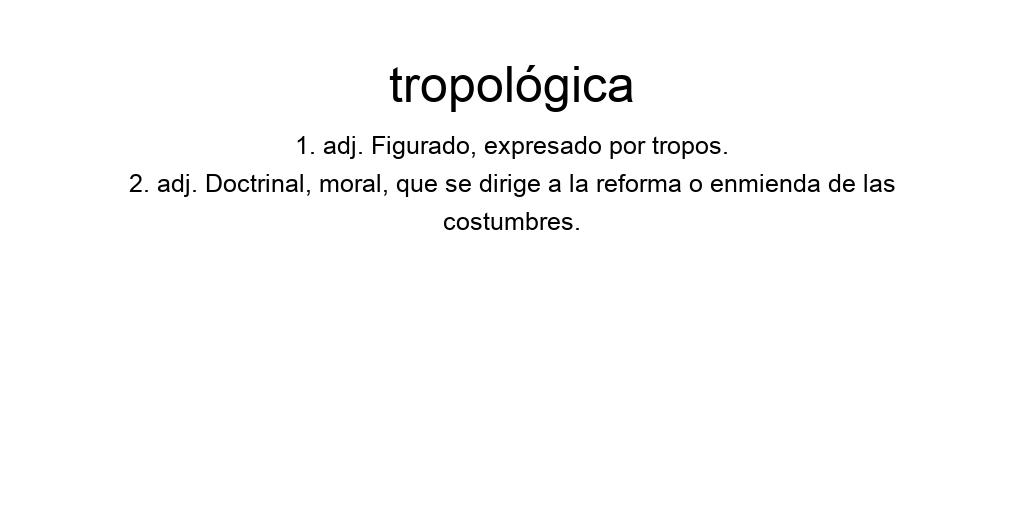 tropológica
1. adj. Figurado, expresado por tropos.
2. adj. Doctrinal, moral, que se dirige a la reforma o enmienda de las
costumbres.